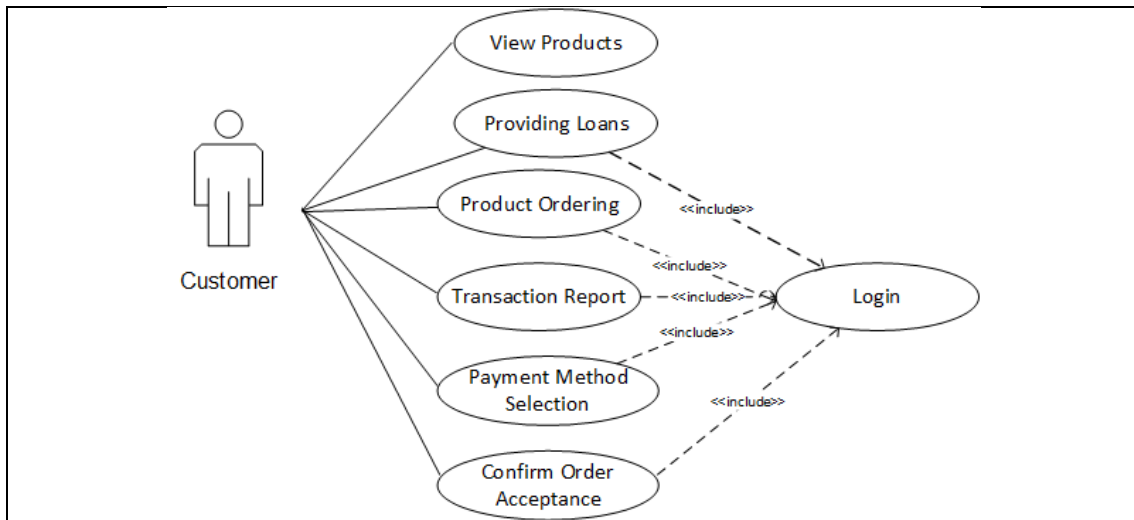 View Products
Providing Loans
Product Ordering
<<include>>
<<include>>
Customer
Transaction Report
<<include>>
Login
Payment Method
Selection
<<include>>
<<include>>
Confirm Order
Acceptance